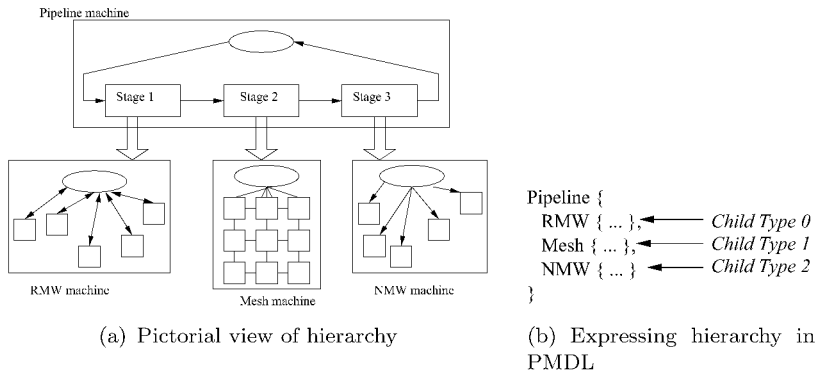 Pipeline machine
Stage 1
Stage 2
Stage 3
RMW machine
Mesh machine
NMW machine
(a) Pictorial view of hierarchy
Pipeline {
RMW { ... }, Child Type 0
Mesh { ... }, Child Type 1
NMW { ... } Child Type 2
}
(b) Expressing hierarchy in
PMDL